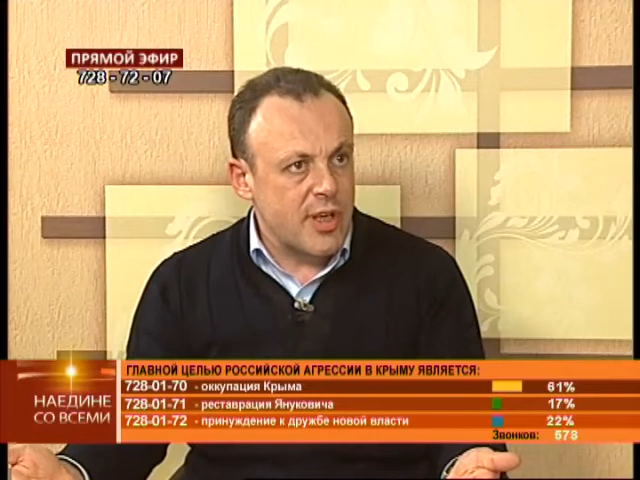 ПРЯМОЙ ЭФИР
728-72-07
ГЛАВНОЙ ЦЕЛЬЮ РОССИЙСКОЙ АГРЕССИИ В КРЫМУ ЯВЛЯЕТСЯ:
728-01-70 - оккупация Крыма 61%
728-01-71 - реставрация Януковича 17%
728-01-72 - принуждение к дружбе новой власти 22%
Звонков: 578
НАЕДИНЕ
СО ВСЕМИ